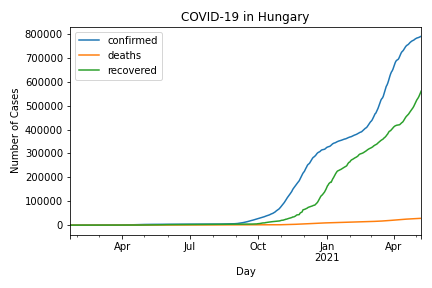 COVID-19 in Hungary
confirmed
deaths
recovered
Number of Cases
800000
700000
600000
500000
400000
300000
200000
100000
0
Apr
Jul
Oct
Jan
2021
Apr
Day